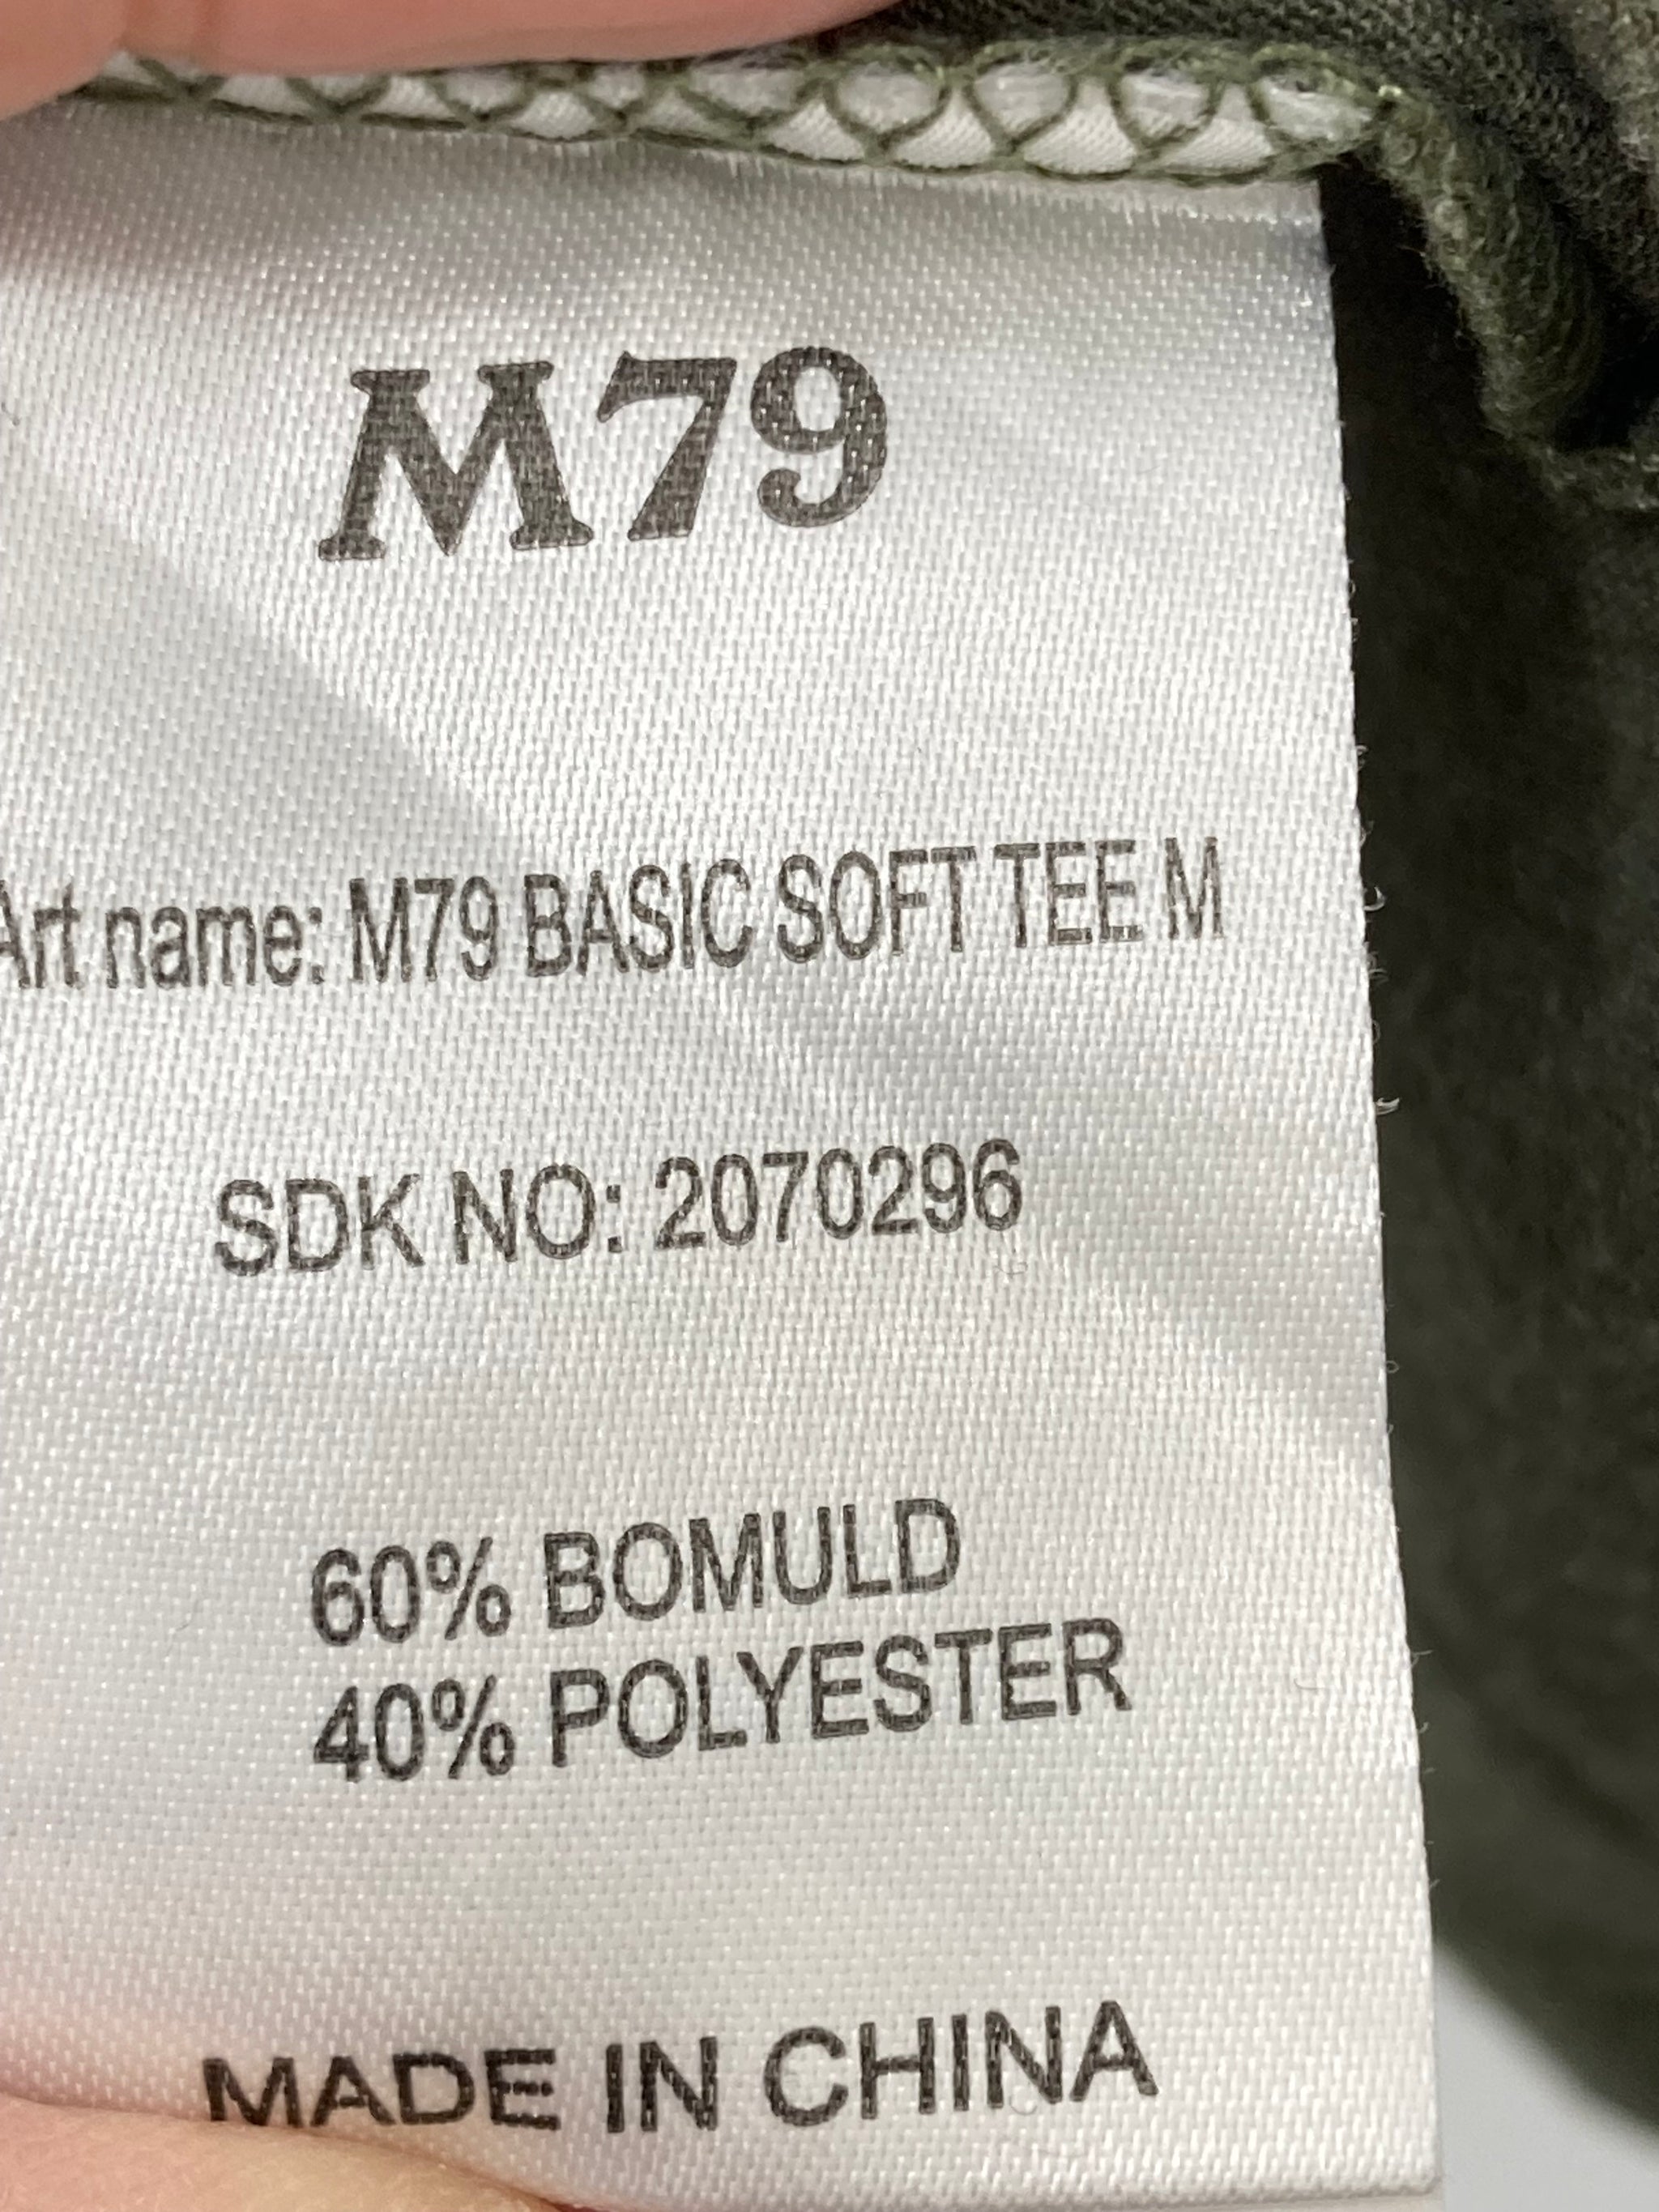 M79
Art name: M79 BASIC SOFT TEE M
SDK NO: 2070296
60% BOMULD
40% POLYESTER
MADE IN CHINA